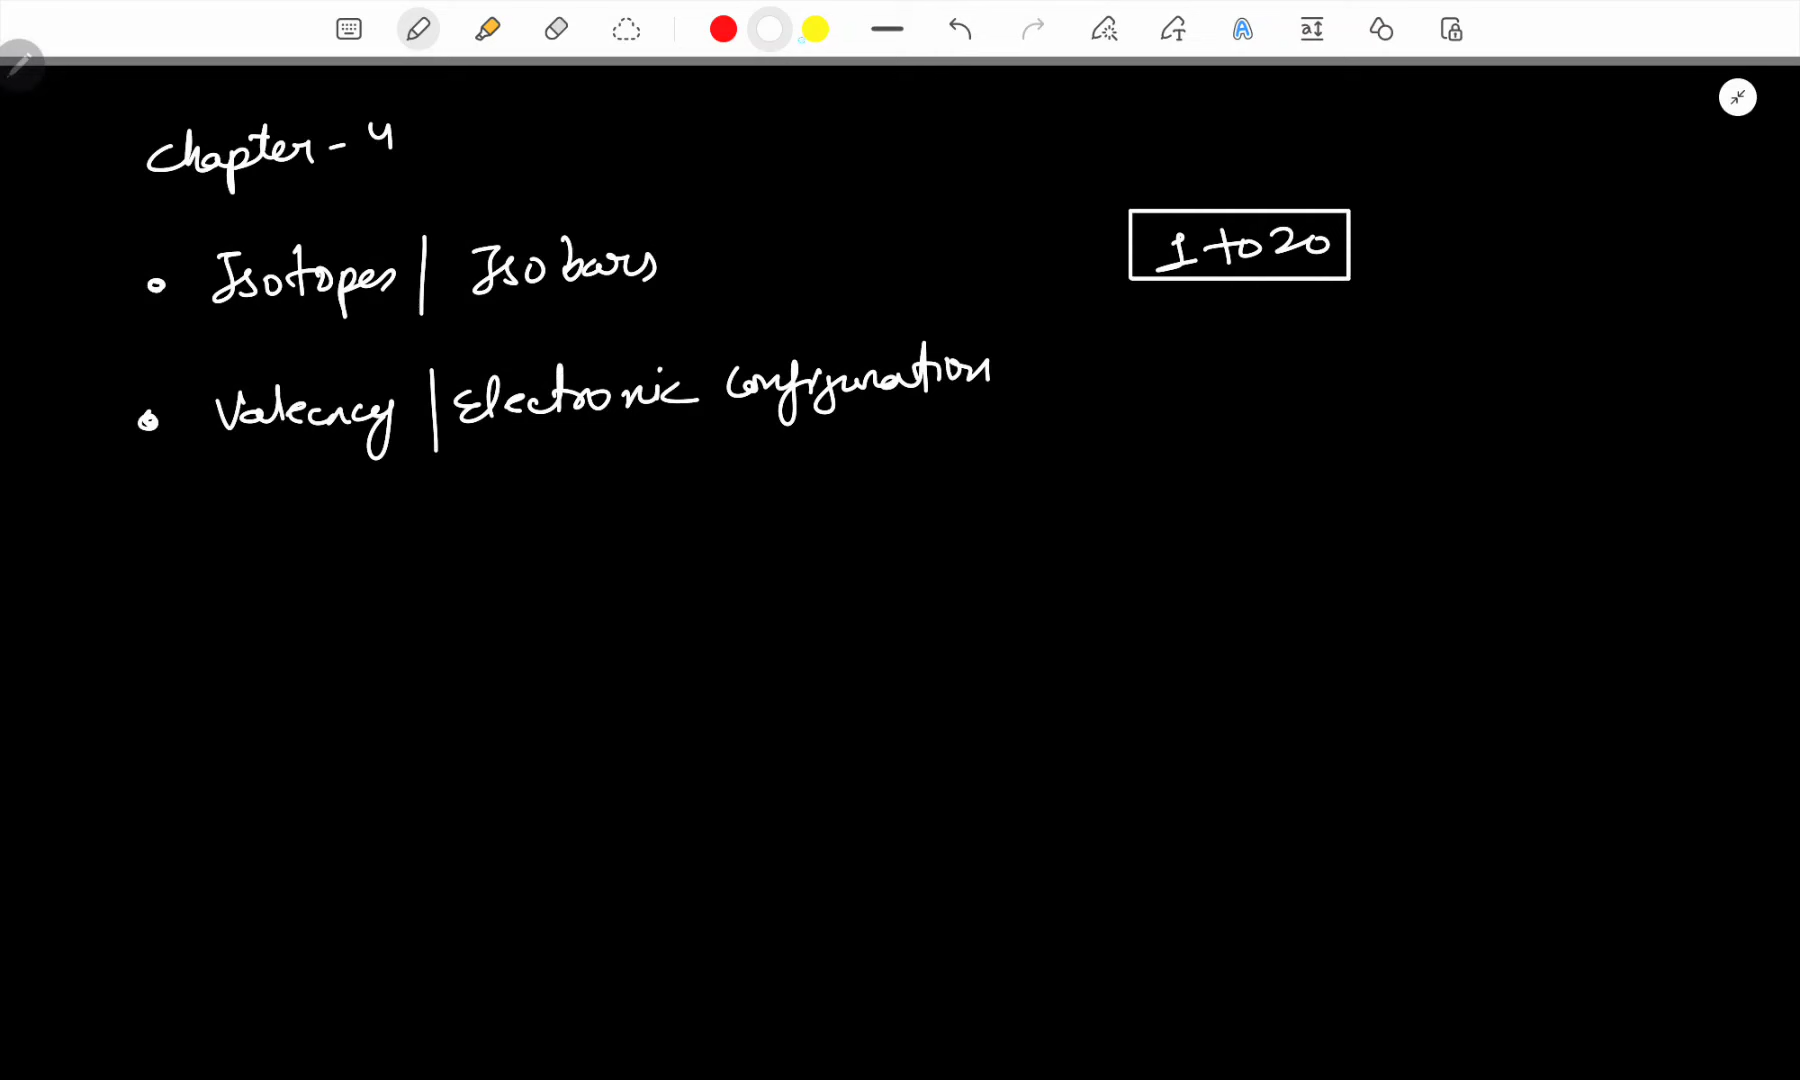 Chapter - 4
Isotopes | Isobars
1 to 20
Valency | Electronic configuration